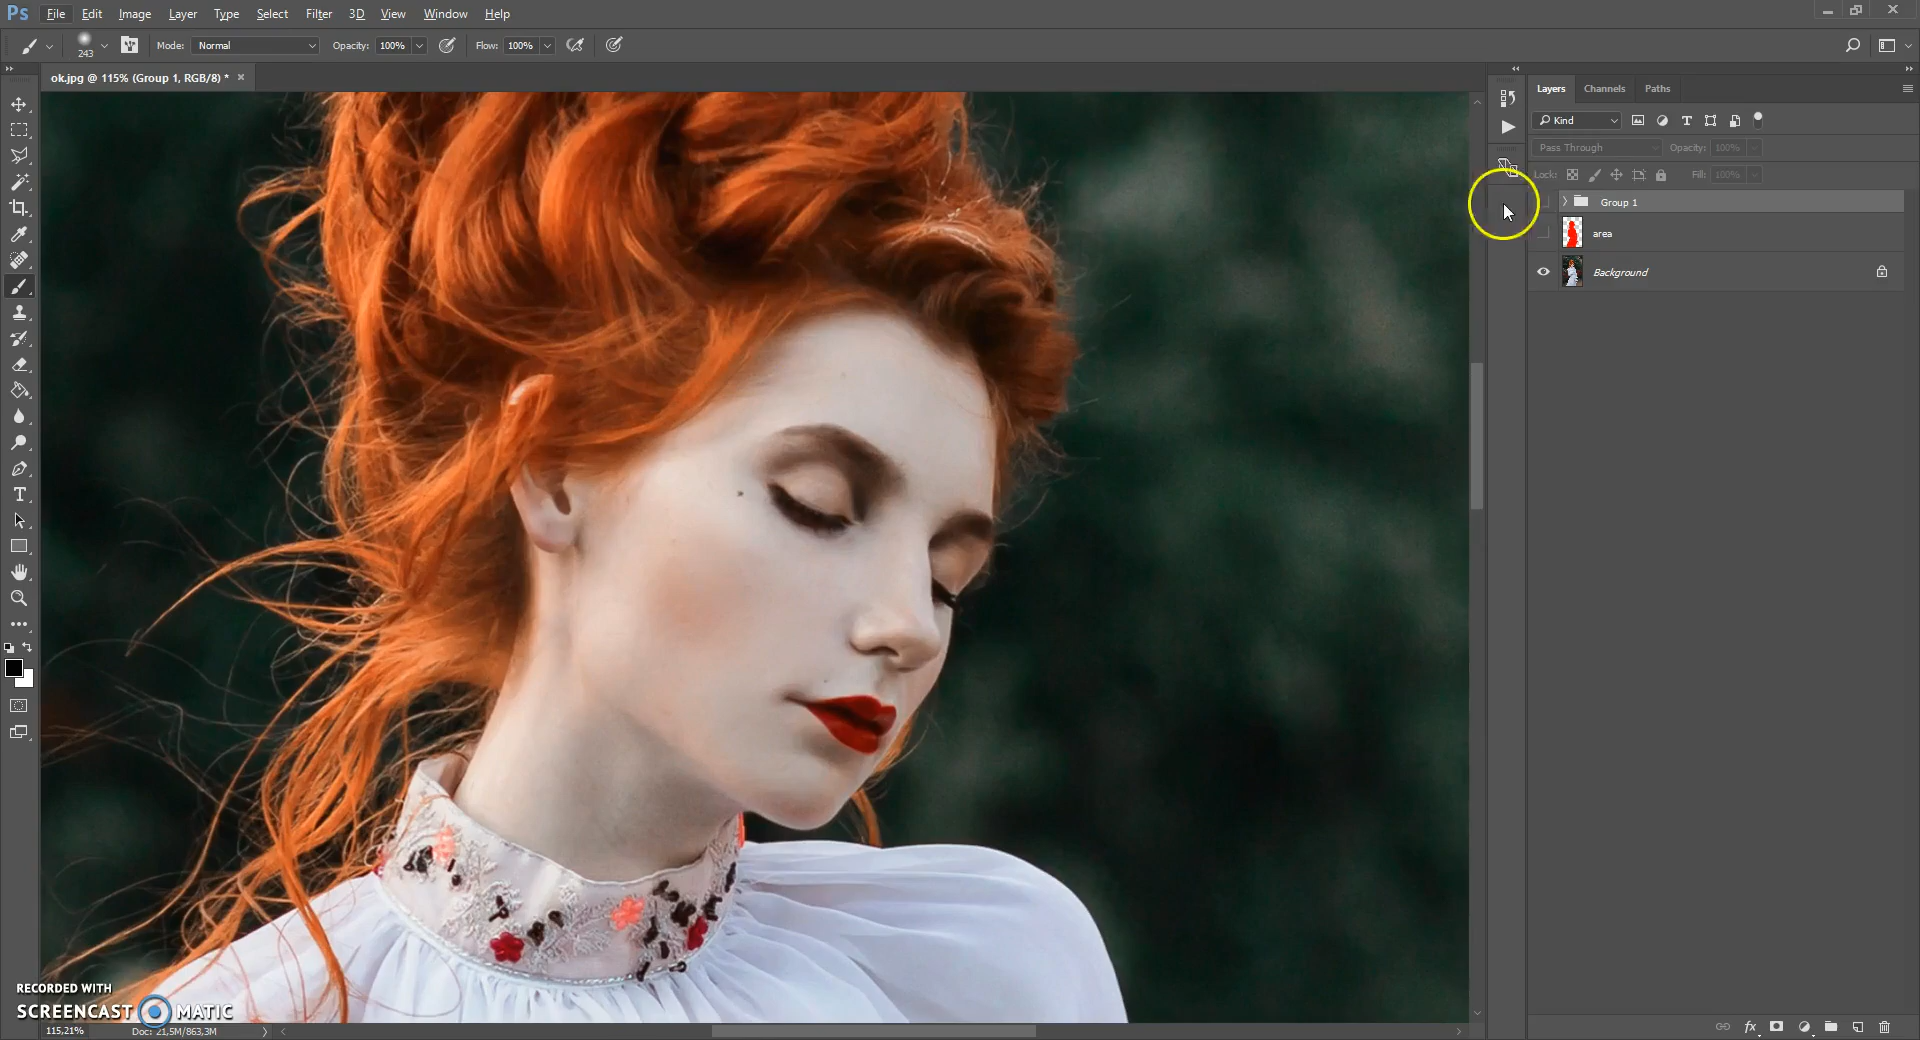 Ps File Edit Image Layer Type Select Filter 3D View Window Help
243 Mode: Normal Opacity: 100% Flow: 100%
ok.jpg @ 115% (Group 1, RGB/8) *
Layers Channels Paths
Kind
Pass Through Opacity: 100%
Lock: Fill: 100%
Group 1
area
Background
RECORDED WITH
SCREENCAST MATIC
115,21% Doc: 21,5M/863,3M